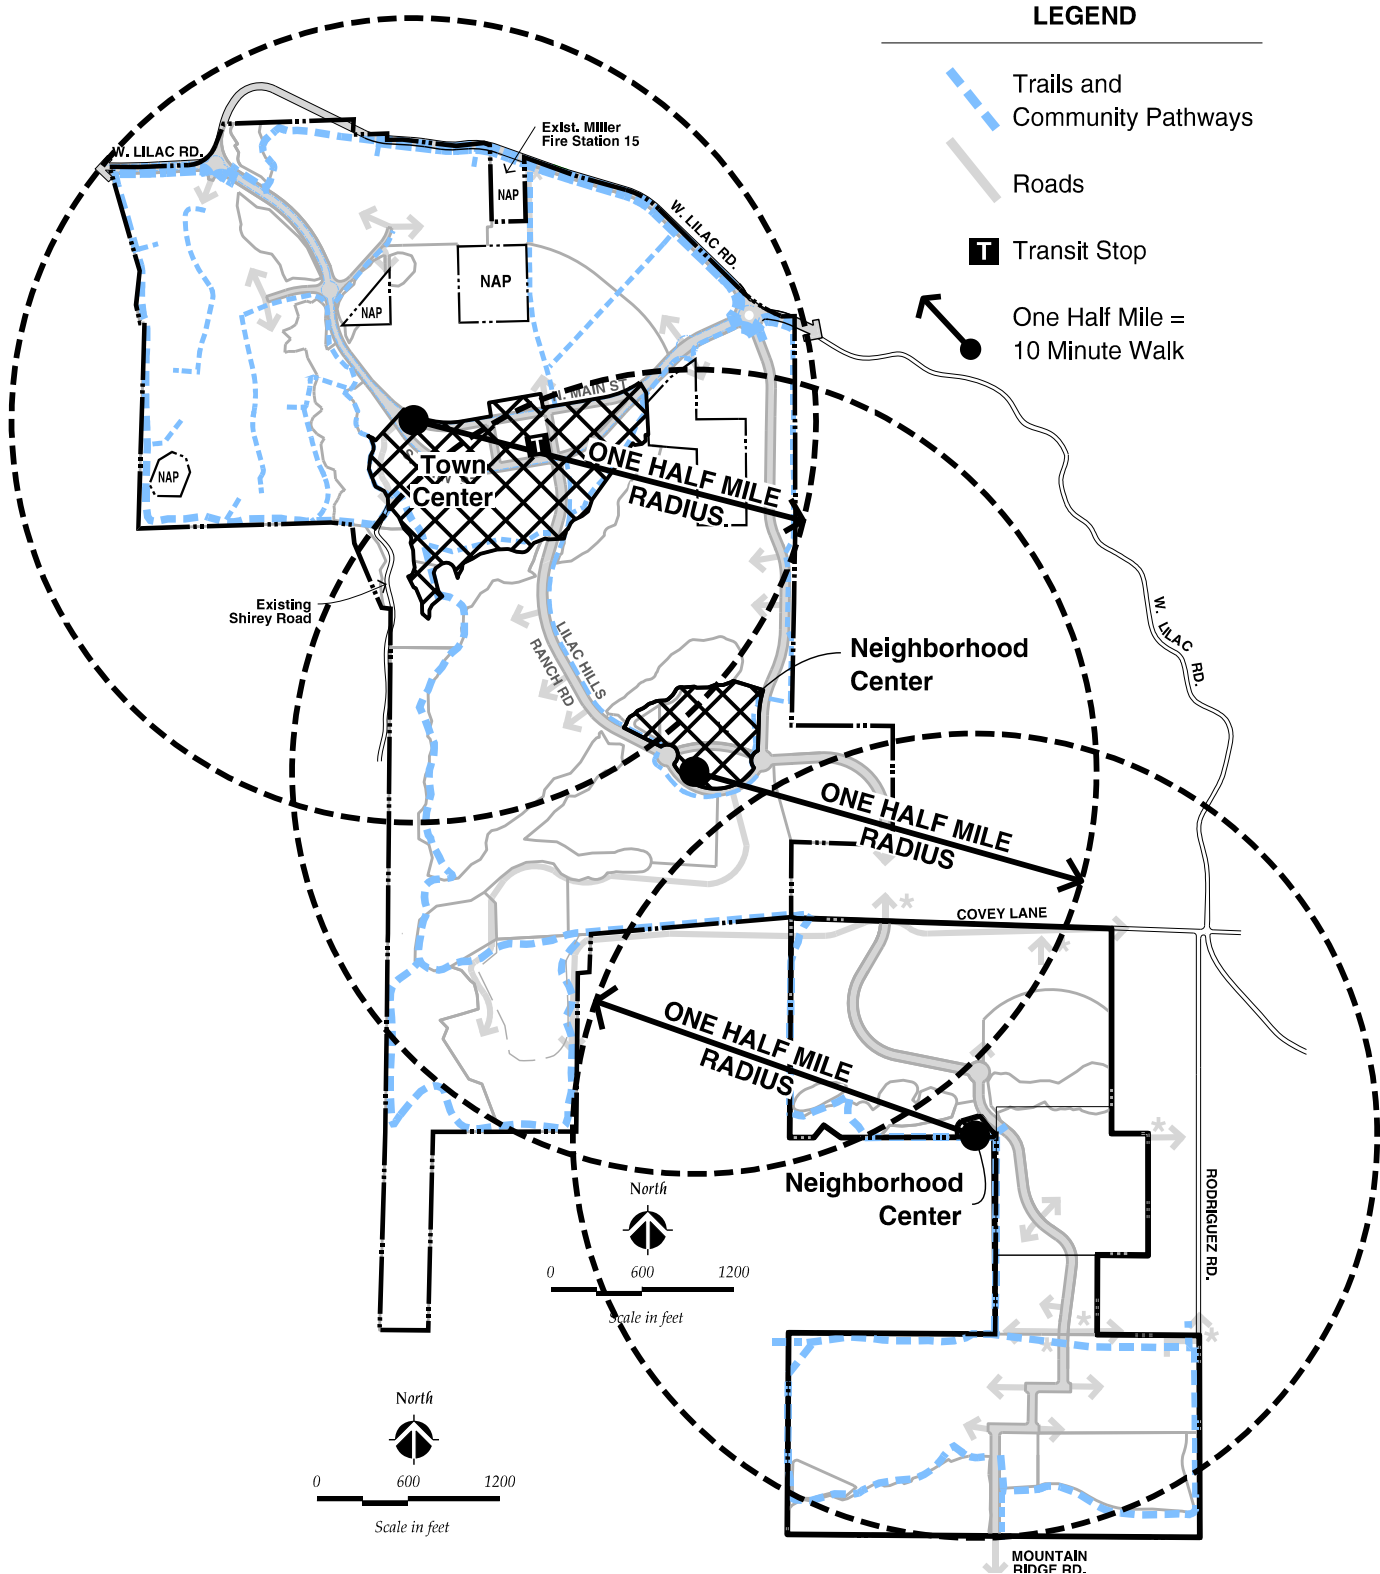 LEGEND
Trails and
Community Pathways
Roads
T Transit Stop
One Half Mile =
10 Minute Walk
W. LILAC RD.
Exist. Miller
Fire Station 15
NAP
W. LILAC RD.
NAP
NAP
NAP
MAIN ST
T
Town
Center
ONE HALF MILE
RADIUS
Existing
Shirey Road
LILAC HILLS
RANCH RD
Neighborhood
Center
W. LILAC RD.
ONE HALF MILE
RADIUS
COVEY LANE
*
*
ONE HALF MILE
RADIUS
*
Neighborhood
Center
RODRIGUEZ RD.
North
0 600 1200
Scale in feet
*
*
*
North
0 600 1200
Scale in feet
MOUNTAIN
RIDGE RD.